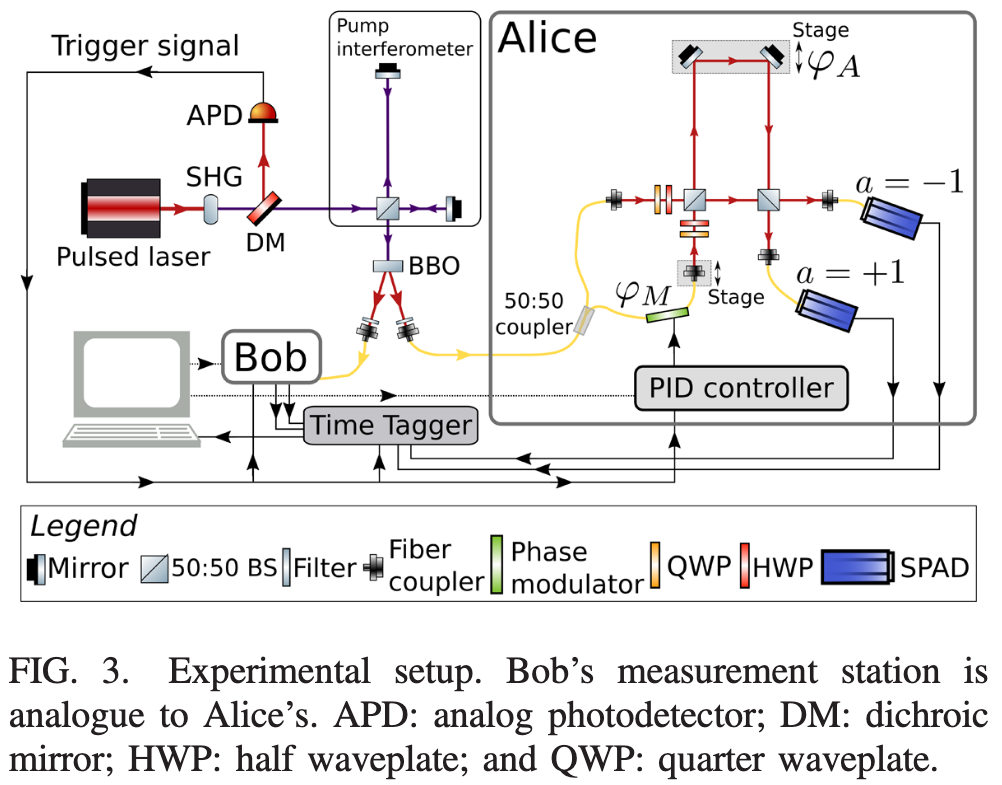 Trigger signal
Pump
interferometer
Alice
Stage
φA
APD
SHG
Pulsed laser
DM
BBO
a = −1
a = +1
φM
Stage
50:50
coupler
Bob
PID controller
Time Tagger
Legend
Mirror
50:50 BS
Filter
Fiber
coupler
Phase
modulator
QWP
HWP
SPAD
FIG. 3. Experimental setup. Bob’s measurement station is
analogue to Alice’s. APD: analog photodetector; DM: dichroic
mirror; HWP: half waveplate; and QWP: quarter waveplate.